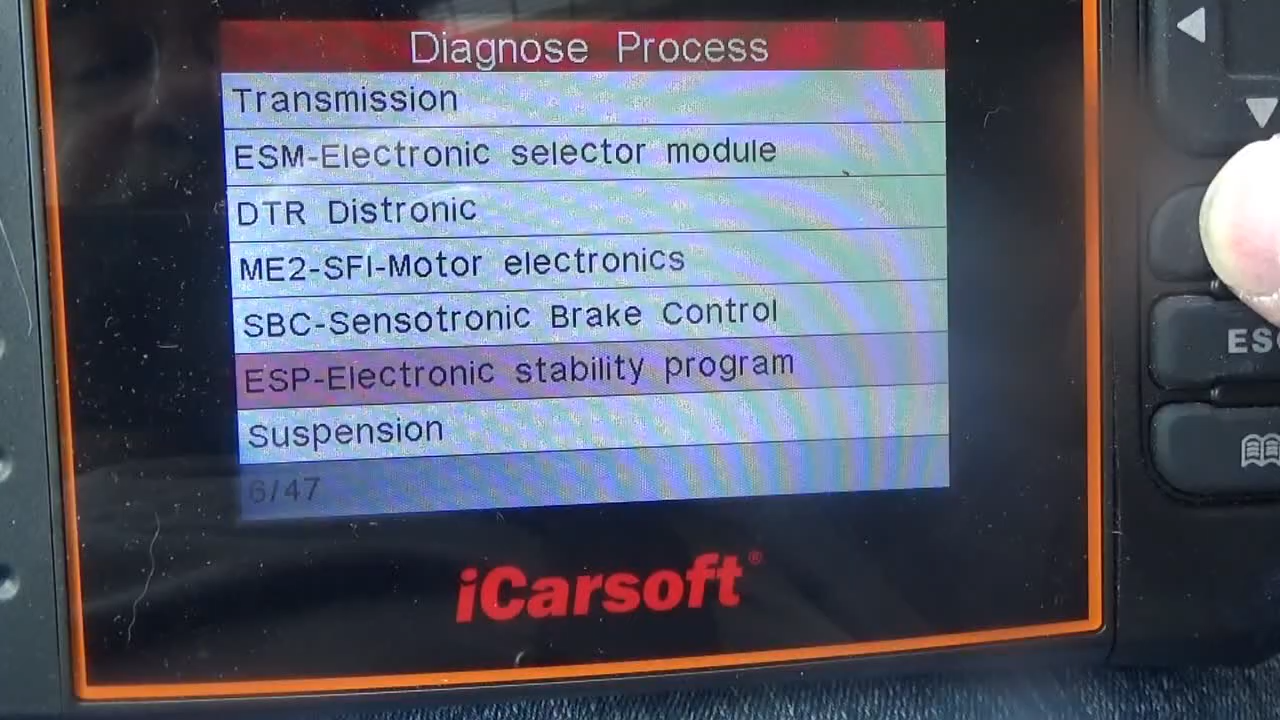 Diagnose Process
Transmission
ESM-Electronic selector module
DTR Distronic
ME2-SFI-Motor electronics
SBC-Sensotronic Brake Control
ESP-Electronic stability program
Suspension
6/47
iCarsoft®